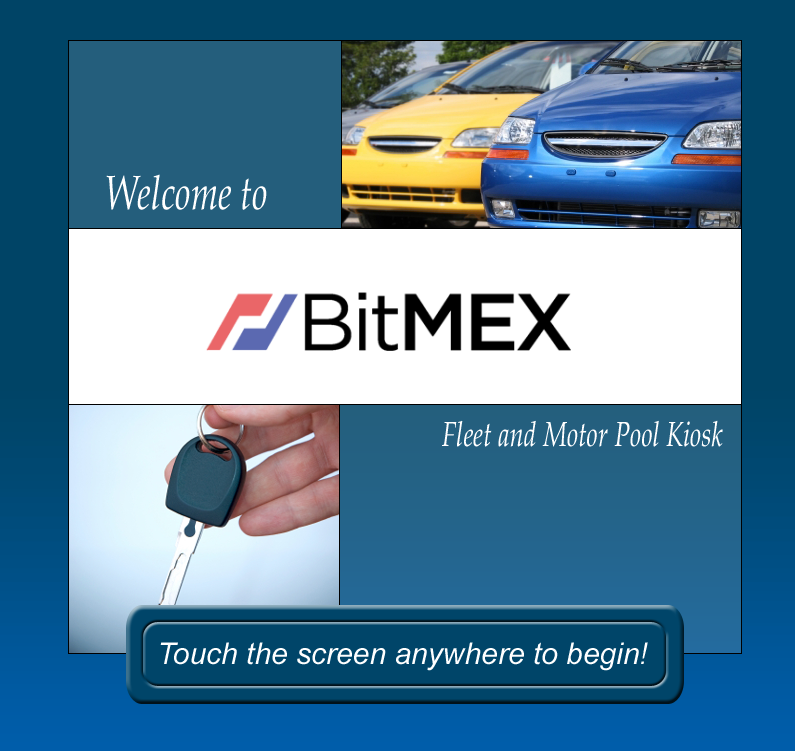 Welcome to
BitMEX
Fleet and Motor Pool Kiosk
Touch the screen anywhere to begin!